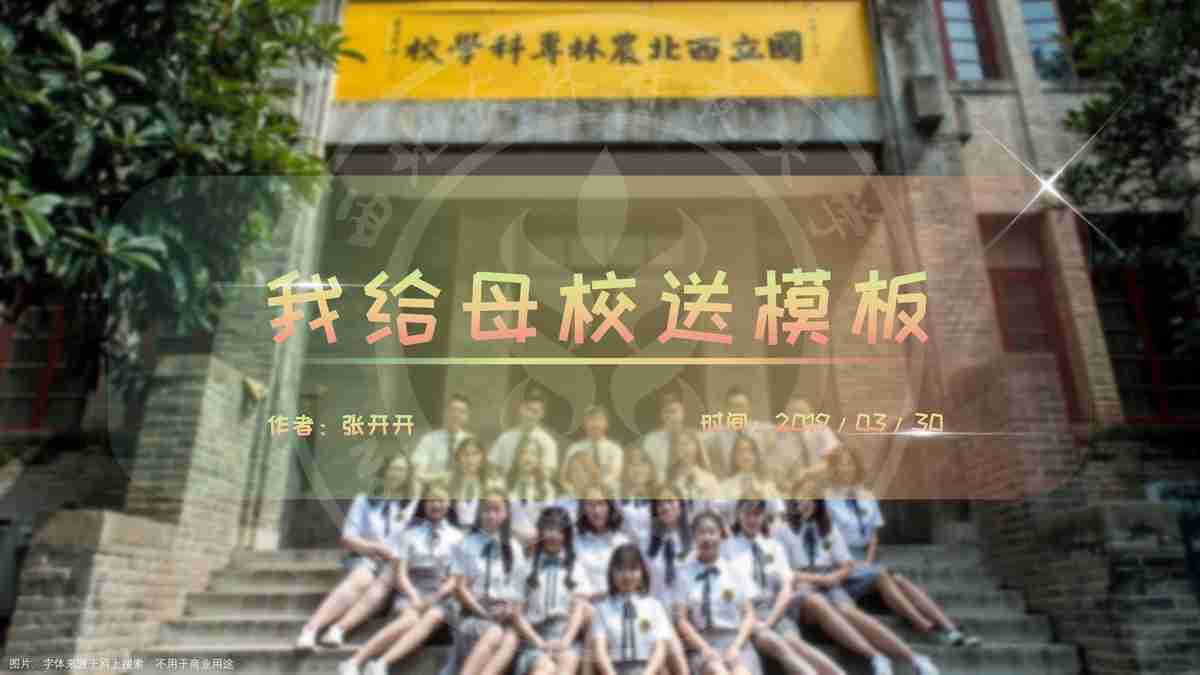 校學科專林農北西立國
我给母校送模板
作者：张开开
时间：2019/03/30
图片、字体来源于网上搜索，不用于商业用途